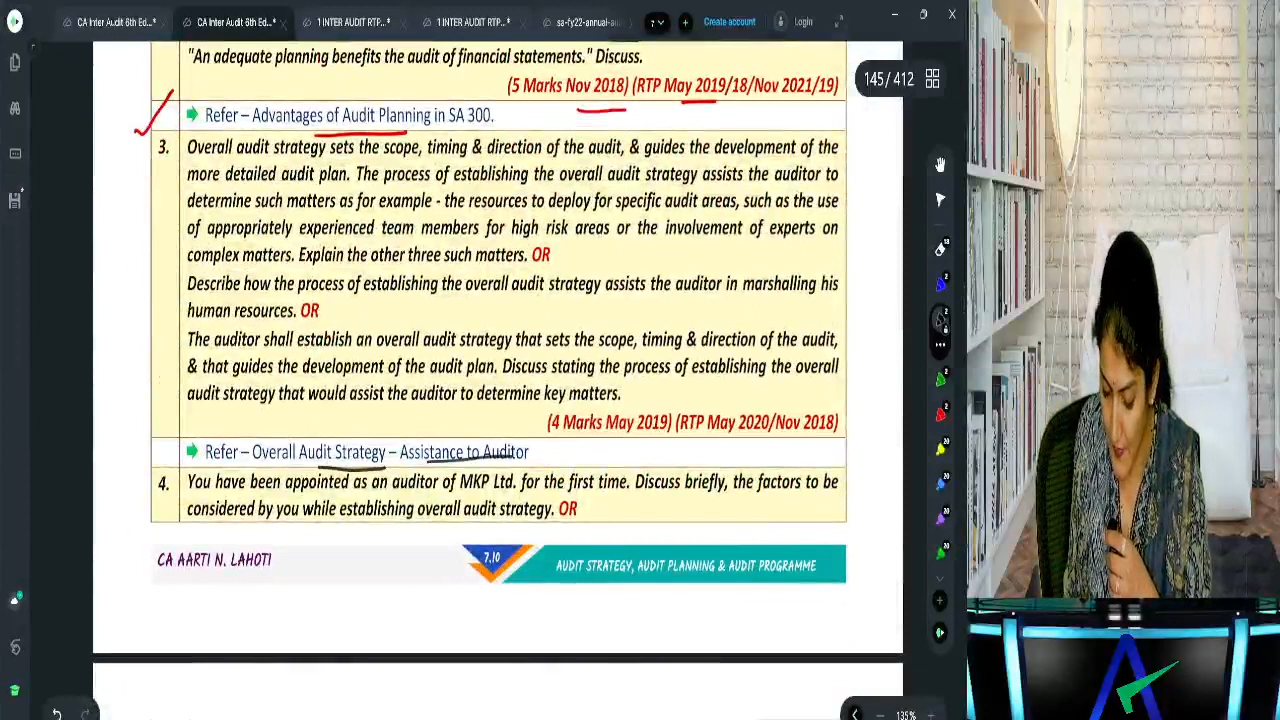 CA Inter Audit 6th Ed...*
CA Inter Audit 6th Ed...*
1 INTER AUDIT RTP...*
1 INTER AUDIT RTP...*
7
Create account
Login
"An adequate planning benefits the audit of financial statements." Discuss.
(5 Marks Nov 2018) (RTP May 2019/18/Nov 2021/19)
145/412
Refer – Advantages of Audit Planning in SA 300.
3. Overall audit strategy sets the scope, timing & direction of the audit, & guides the development of the
more detailed audit plan. The process of establishing the overall audit strategy assists the auditor to
determine such matters as for example - the resources to deploy for specific audit areas, such as the use
of appropriately experienced team members for high risk areas or the involvement of experts on
complex matters. Explain the other three such matters. OR
Describe how the process of establishing the overall audit strategy assists the auditor in marshalling his
human resources. OR
The auditor shall establish an overall audit strategy that sets the scope, timing & direction of the audit,
& that guides the development of the audit plan. Discuss stating the process of establishing the overall
audit strategy that would assist the auditor to determine key matters.
(4 Marks May 2019) (RTP May 2020/Nov 2018)
Refer – Overall Audit Strategy – Assistance to Auditor
4. You have been appointed as an auditor of MKP Ltd. for the first time. Discuss briefly, the factors to be
considered by you while establishing overall audit strategy. OR
CA AARTI N. LAHOTI
7.10
AUDIT STRATEGY, AUDIT PLANNING & AUDIT PROGRAMME
135%